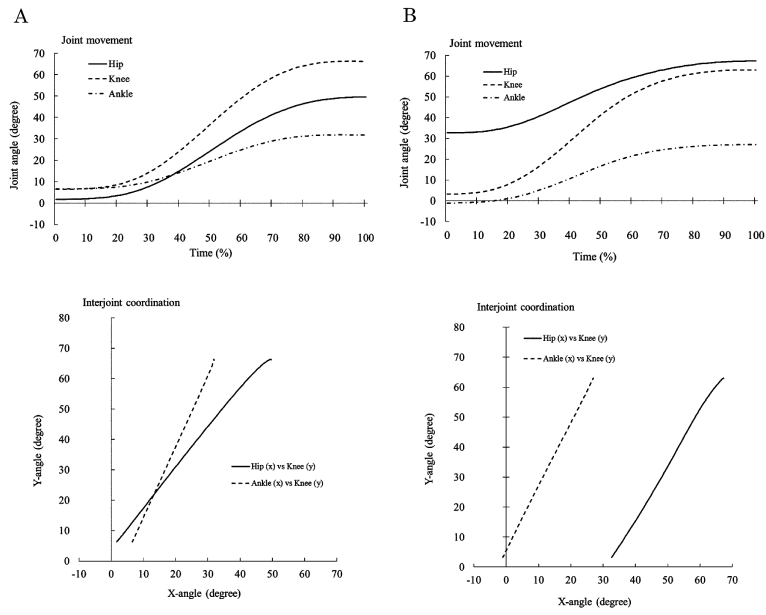 A
Joint movement
Hip
Knee
Ankle
Joint angle (degree)
70
60
50
40
30
20
10
0
-10
0 10 20 30 40 50 60 70 80 90 100
Time (%)
B
Joint movement
Hip
Knee
Ankle
Joint angle (degree)
70
60
50
40
30
20
10
0
-10
0 10 20 30 40 50 60 70 80 90 100
Time (%)
Interjoint coordination
Y-angle (degree)
80
70
60
50
40
30
20
10
0
Hip (x) vs Knee (y)
Ankle (x) vs Knee (y)
-10 0 10 20 30 40 50 60 70
X-angle (degree)
Interjoint coordination
Y-angle (degree)
80
70
60
50
40
30
20
10
0
Hip (x) vs Knee (y)
Ankle (x) vs Knee (y)
-10 0 10 20 30 40 50 60 70
X-angle (degree)